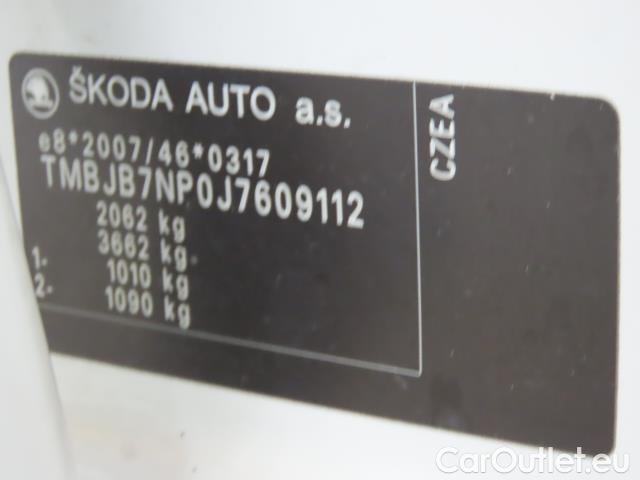 ŠKODA AUTO a.s.
e8*2007/46*0317
TMBJB7NP0J7609112
2062 kg
3662 kg
1. 1010 kg
2. 1090 kg
CZEA
CarOutlet.eu